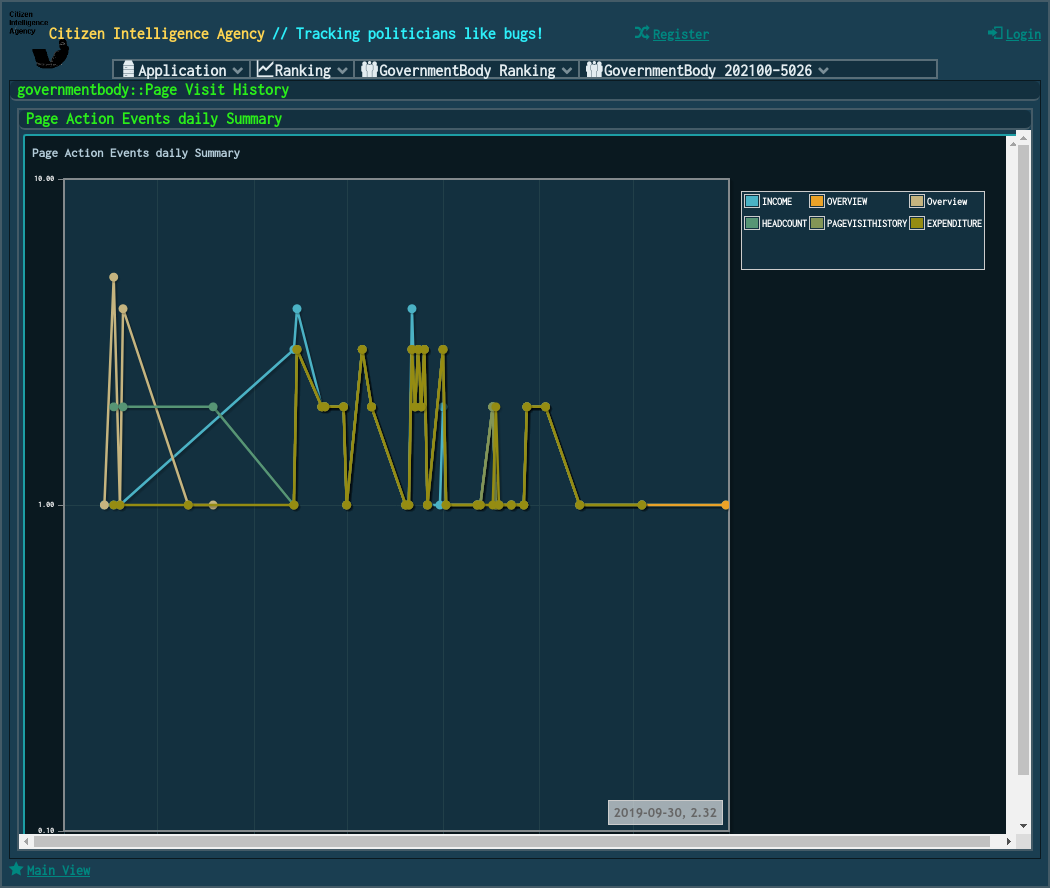 Citizen
Intelligence
Agency
Citizen Intelligence Agency // Tracking politicians like bugs!
Register
Login
Application
Ranking
GovernmentBody Ranking
GovernmentBody 202100-5026
governmentbody::Page Visit History
Page Action Events daily Summary
Page Action Events daily Summary
10.00
1.00
0.10
INCOME
OVERVIEW
Overview
HEADCOUNT
PAGEVISITHISTORY
EXPENDITURE
2019-09-30, 2.32
Main View